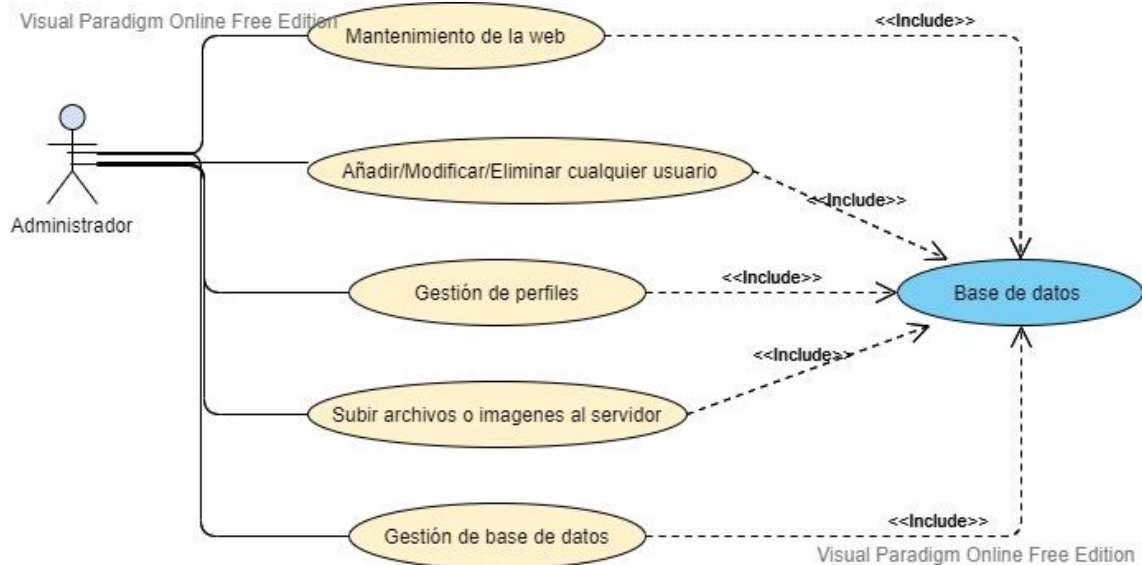 Visual Paradigm Online Free Edition
Mantenimiento de la web
<<Include>>
Administrador
Añadir/Modificar/Eliminar cualquier usuario
<<Include>>
Gestión de perfiles
<<Include>>
Base de datos
<<Include>>
Subir archivos o imagenes al servidor
Gestión de base de datos
<<Include>>
Visual Paradigm Online Free Edition